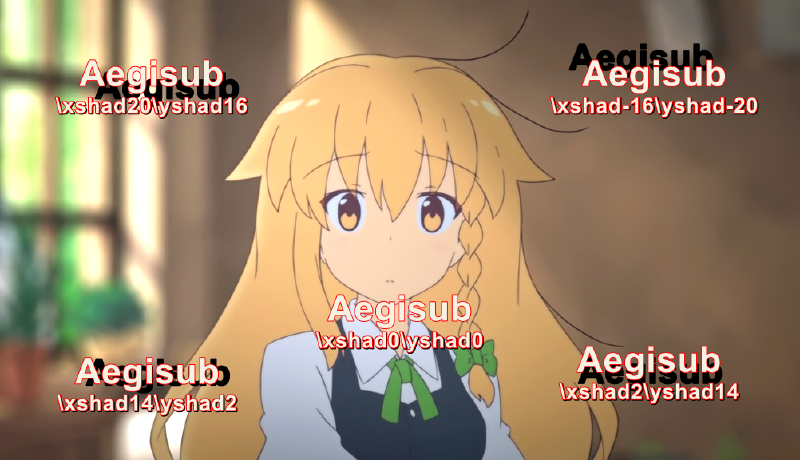 Aegisub
\xshad20\yshad16
Aegisub
\xshad-16\yshad-20
Aegisub
\xshad0\yshad0
Aegisub
\xshad14\yshad2
Aegisub
\xshad2\yshad14